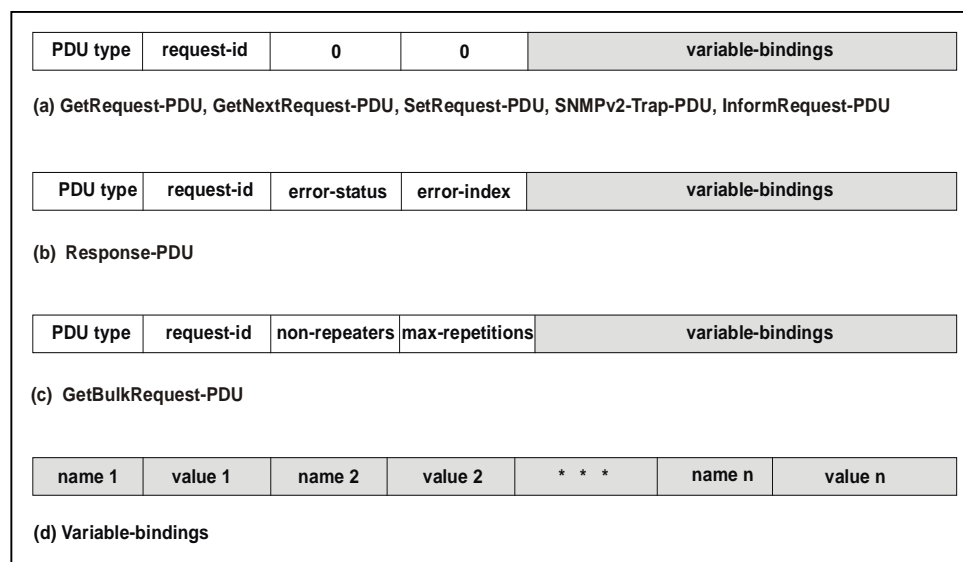 PDU type request-id 0 0 variable-bindings
(a) GetRequest-PDU, GetNextRequest-PDU, SetRequest-PDU, SNMPv2-Trap-PDU, InformRequest-PDU
PDU type request-id error-status error-index variable-bindings
(b) Response-PDU
PDU type request-id non-repeaters max-repetitions variable-bindings
(c) GetBulkRequest-PDU
name 1 value 1 name 2 value 2 * * * name n value n
(d) Variable-bindings